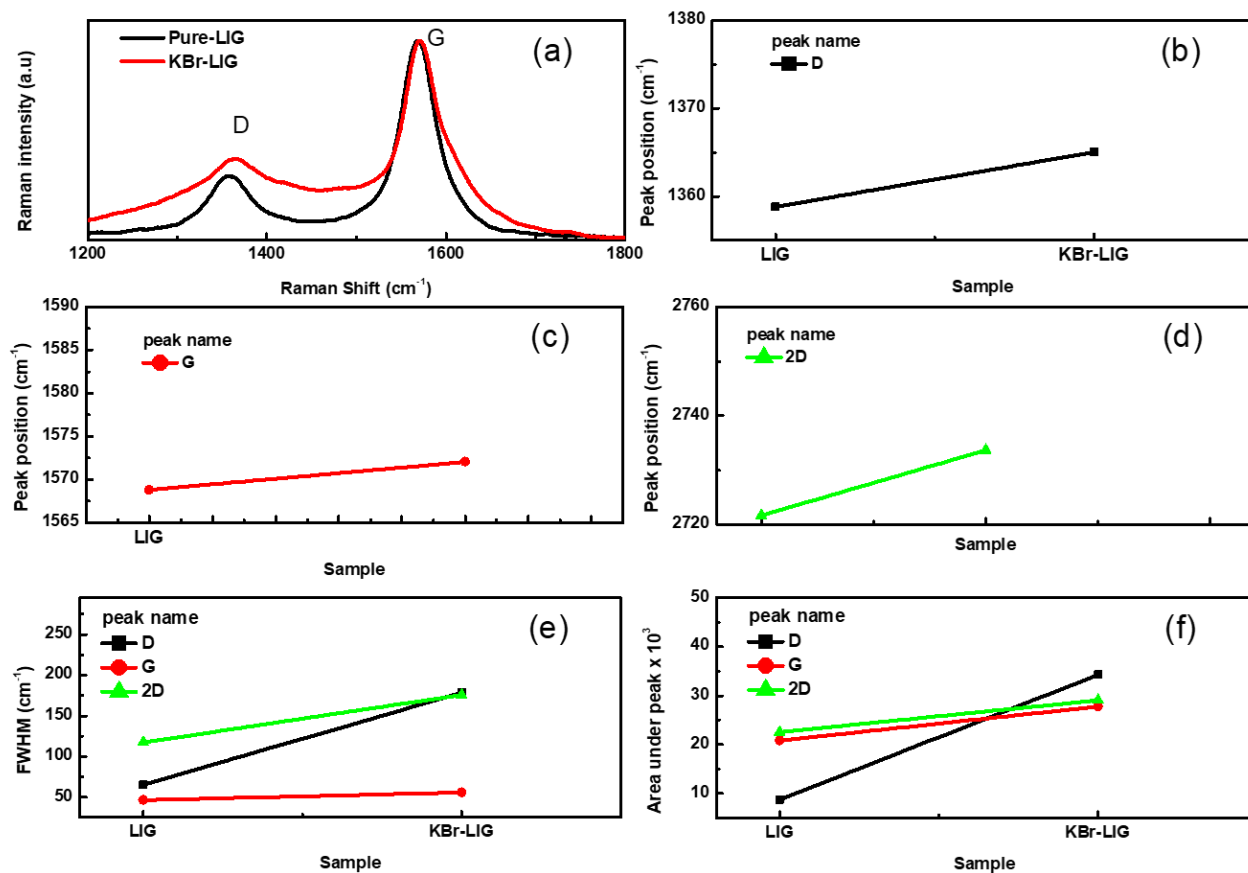 Pure-LIG
KBr-LIG
G
D
(a)
Raman intensity (a.u)
1200 1400 1600 1800
Raman Shift (cm⁻¹)
1380
1370
1360
Peak position (cm⁻¹)
peak name
D
(b)
LIG KBr-LIG
Sample
1590
1585
1580
1575
1570
1565
Peak position (cm⁻¹)
peak name
G
(c)
LIG
Sample
2760
2740
2720
Peak position (cm⁻¹)
peak name
2D
(d)
Sample
250
200
150
100
50
FWHM (cm⁻¹)
peak name
D
G
2D
(e)
LIG KBr-LIG
Sample
50
40
30
20
10
Area under peak x 10³
peak name
D
G
2D
(f)
LIG KBr-LIG
Sample